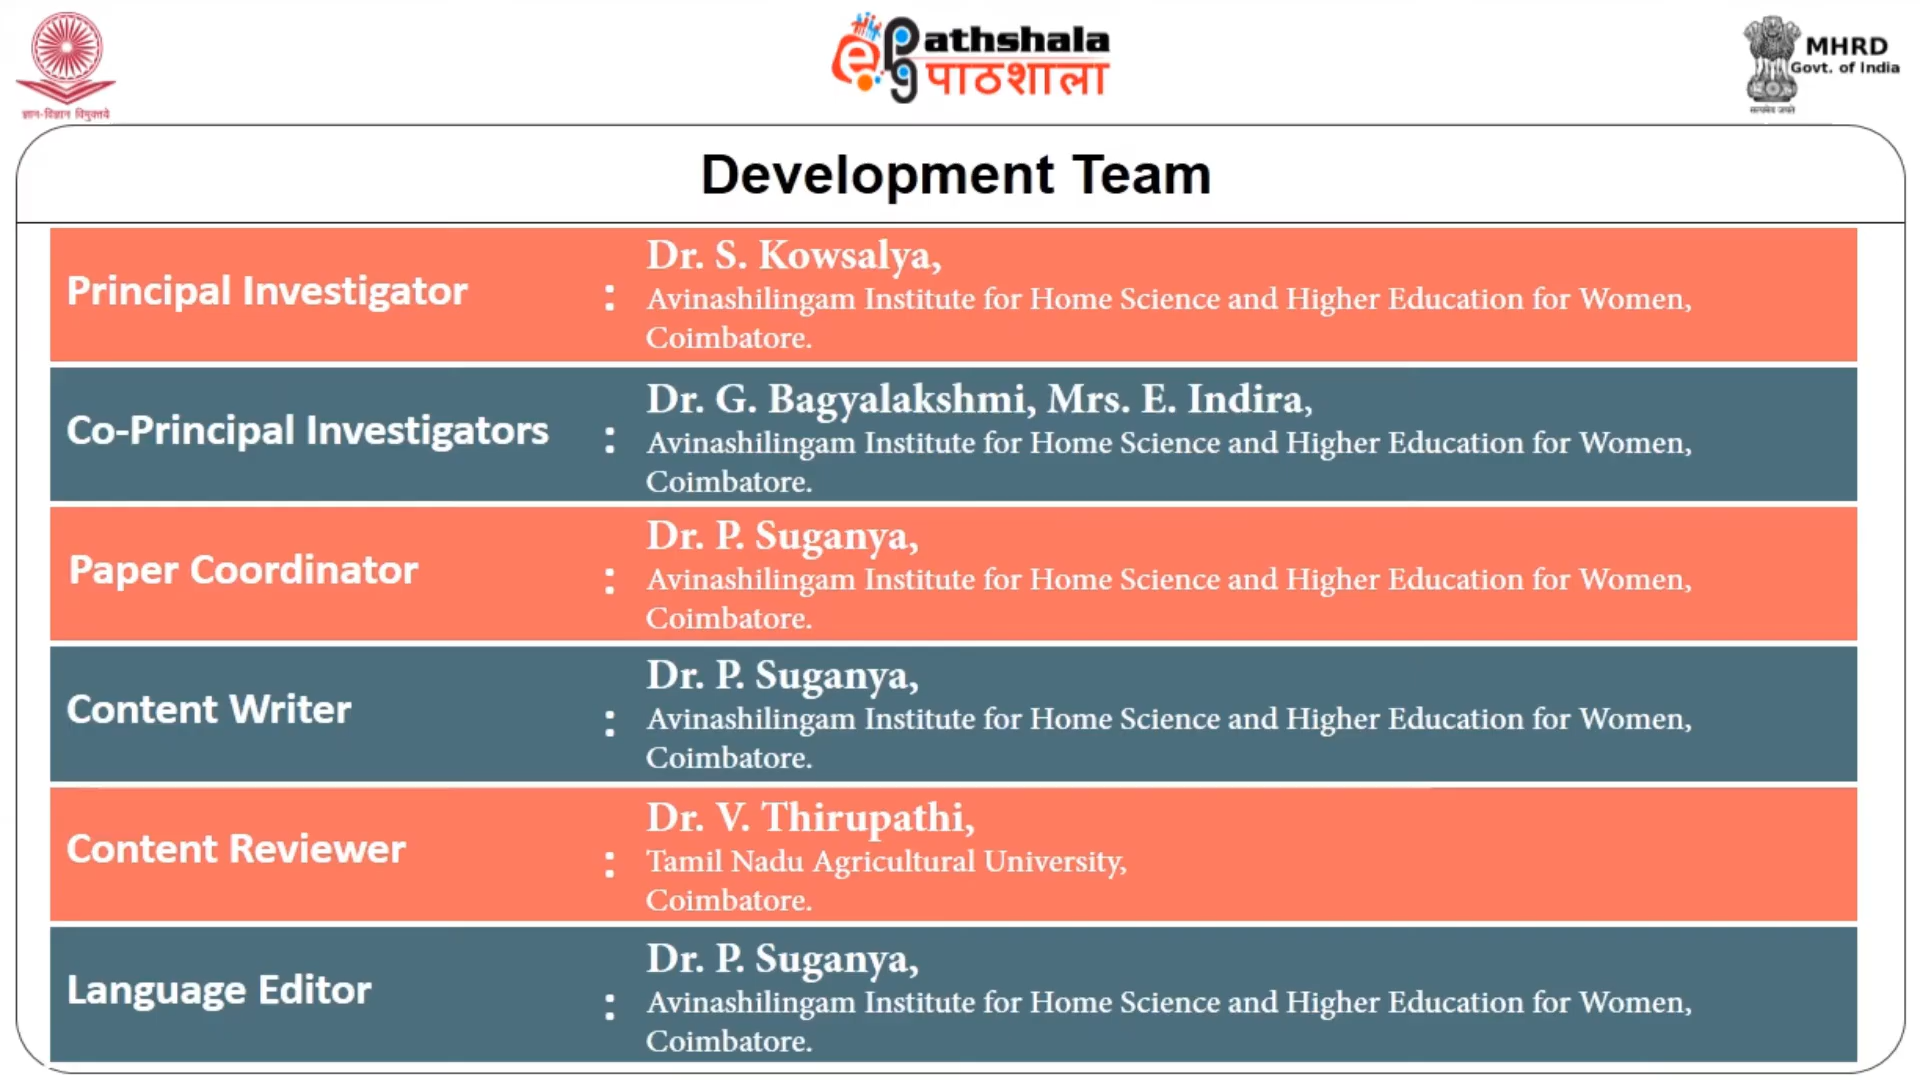 ज्ञान-विज्ञान विमुक्तये
e PG Pathshala
पाठशाला
MHRD
Govt. of India
सत्यमेव जयते
Development Team
Principal Investigator : Dr. S. Kowsalya,
Avinashilingam Institute for Home Science and Higher Education for Women,
Coimbatore.
Co-Principal Investigators : Dr. G. Bagyalakshmi, Mrs. E. Indira,
Avinashilingam Institute for Home Science and Higher Education for Women,
Coimbatore.
Paper Coordinator : Dr. P. Suganya,
Avinashilingam Institute for Home Science and Higher Education for Women,
Coimbatore.
Content Writer : Dr. P. Suganya,
Avinashilingam Institute for Home Science and Higher Education for Women,
Coimbatore.
Content Reviewer : Dr. V. Thirupathi,
Tamil Nadu Agricultural University,
Coimbatore.
Language Editor : Dr. P. Suganya,
Avinashilingam Institute for Home Science and Higher Education for Women,
Coimbatore.